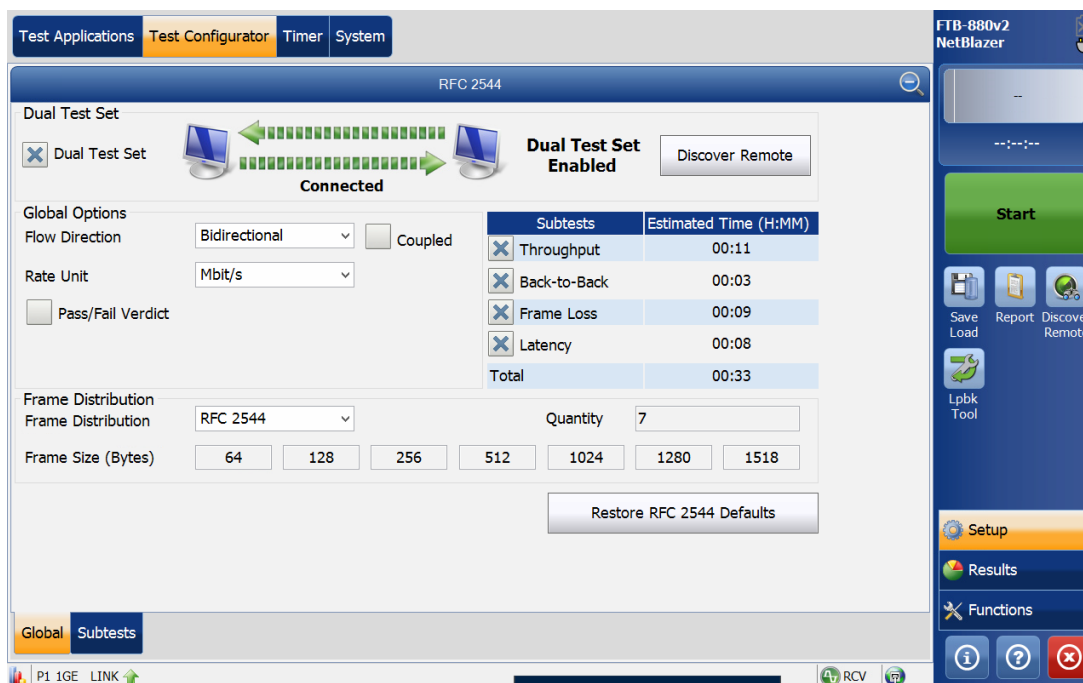 Test Applications Test Configurator Timer System
FTB-880v2
NetBlazer
RFC 2544
--
--:--:--
Dual Test Set
Dual Test Set
Connected
Dual Test Set
Enabled
Discover Remote
Start
Global Options
Flow Direction Bidirectional Coupled
Rate Unit Mbit/s
Pass/Fail Verdict
Subtests Estimated Time (H:MM)
Throughput 00:11
Back-to-Back 00:03
Frame Loss 00:09
Latency 00:08
Total 00:33
Save
Load
Report
Discove
Remot
Lpbk
Tool
Frame Distribution
Frame Distribution RFC 2544 Quantity 7
Frame Size (Bytes) 64 128 256 512 1024 1280 1518
Restore RFC 2544 Defaults
Setup
Results
Functions
Global Subtests
P1 1GE LINK RCV